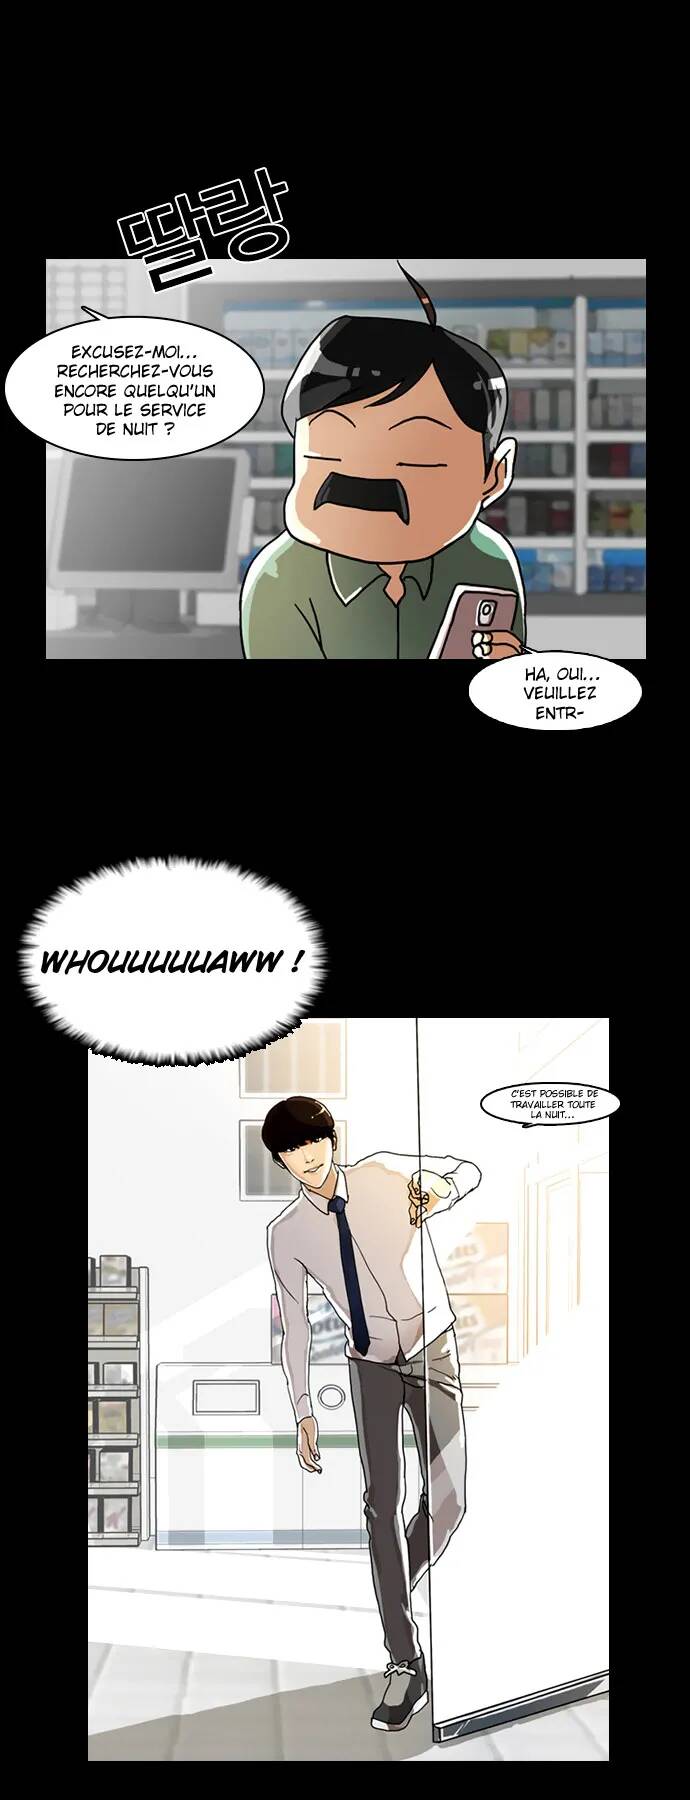 딸랑
EXCUSEZ-MOI...
RECHERCHEZ-VOUS
ENCORE QUELQU'UN
POUR LE SERVICE
DE NUIT ?
HA, OUI...
VEUILLEZ
ENTR-
WHOUUUUUAWW !
C'EST POSSIBLE DE
TRAVAILLER TOUTE
LA NUIT...